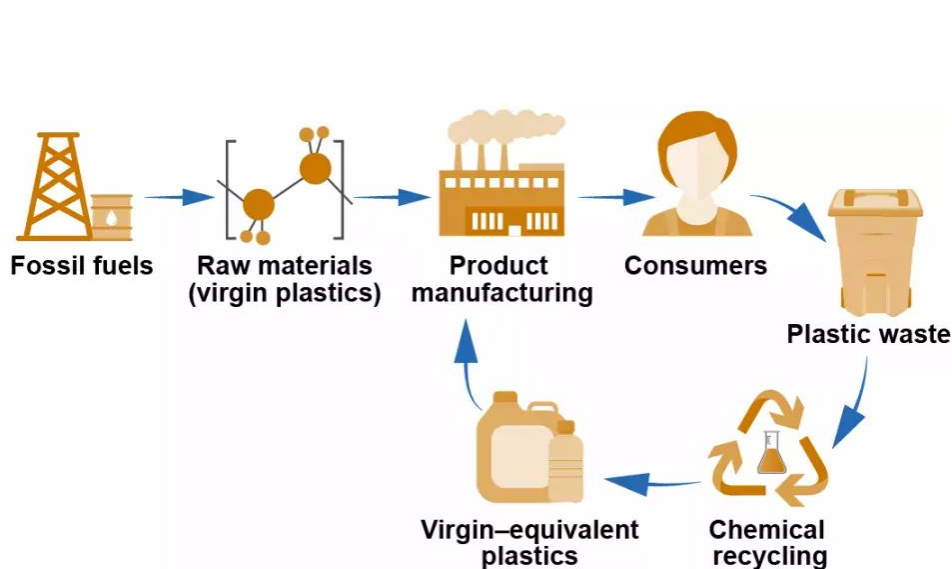 Fossil fuels
Raw materials
(virgin plastics)
Product
manufacturing
Consumers
Plastic waste
Virgin–equivalent
plastics
Chemical
recycling